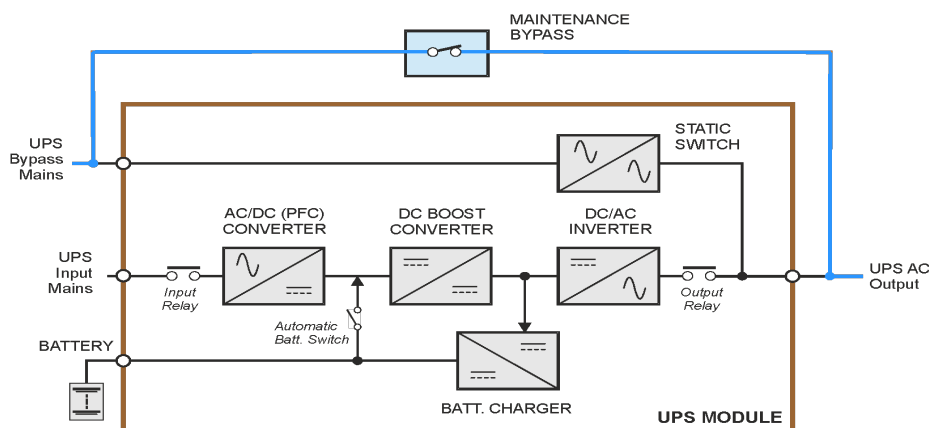 MAINTENANCE
BYPASS
UPS
Bypass
Mains
STATIC
SWITCH
AC/DC (PFC)
CONVERTER
DC BOOST
CONVERTER
DC/AC
INVERTER
UPS
Input
Mains
Input
Relay
Output
Relay
UPS AC
Output
Automatic
Batt. Switch
BATTERY
BATT. CHARGER
UPS MODULE